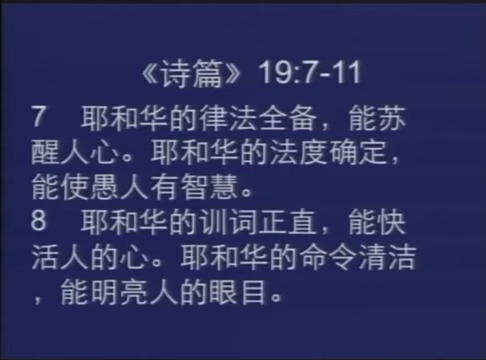 《诗篇》19:7-11
7 耶和华的律法全备，能苏
醒人心。耶和华的法度确定，
能使愚人有智慧。
8 耶和华的训词正直，能快
活人的心。耶和华的命令清洁
，能明亮人的眼目。